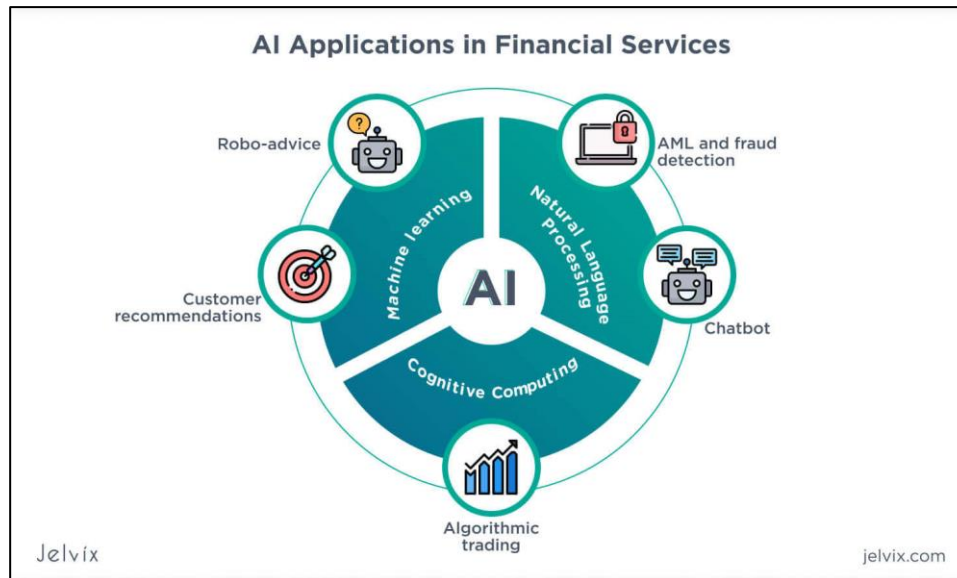 AI Applications in Financial Services
Robo-advice
?
AML and fraud
detection
Machine learning
Natural Language
Processing
Customer
recommendations
AI
Chatbot
Cognitive Computing
Algorithmic
trading
Jelvix
jelvix.com